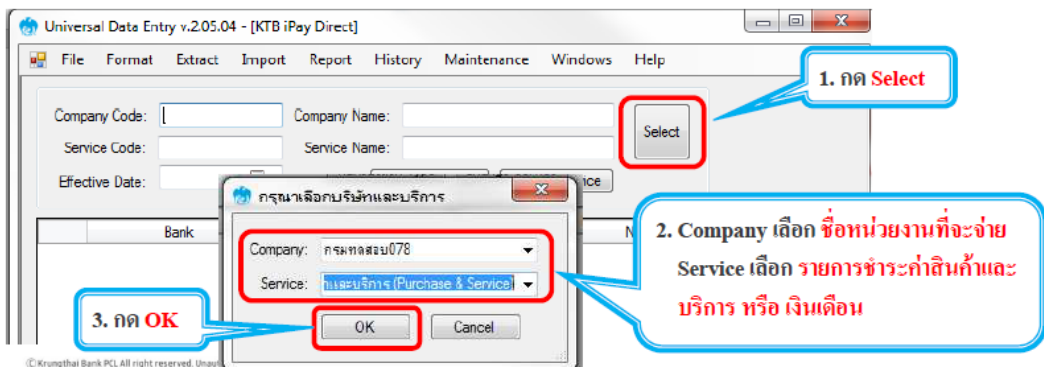 Universal Data Entry v.2.05.04 - [KTB iPay Direct]
File Format Extract Import Report History Maintenance Windows Help
1. กด Select
Company Code: Company Name:
Select
Service Code: Service Name:
Effective Date:
กรุณาเลือกบริษัทและบริการ
Bank
Company: กรมทดสอบ078
Service: และบริการ (Purchase & Service)
2. Company เลือก ชื่อหน่วยงานที่จะจ่าย
Service เลือก รายการชำระค่าสินค้าและ
บริการ หรือ เงินเดือน
3. กด OK
OK Cancel
©Krungthai Bank PCL All right reserved.